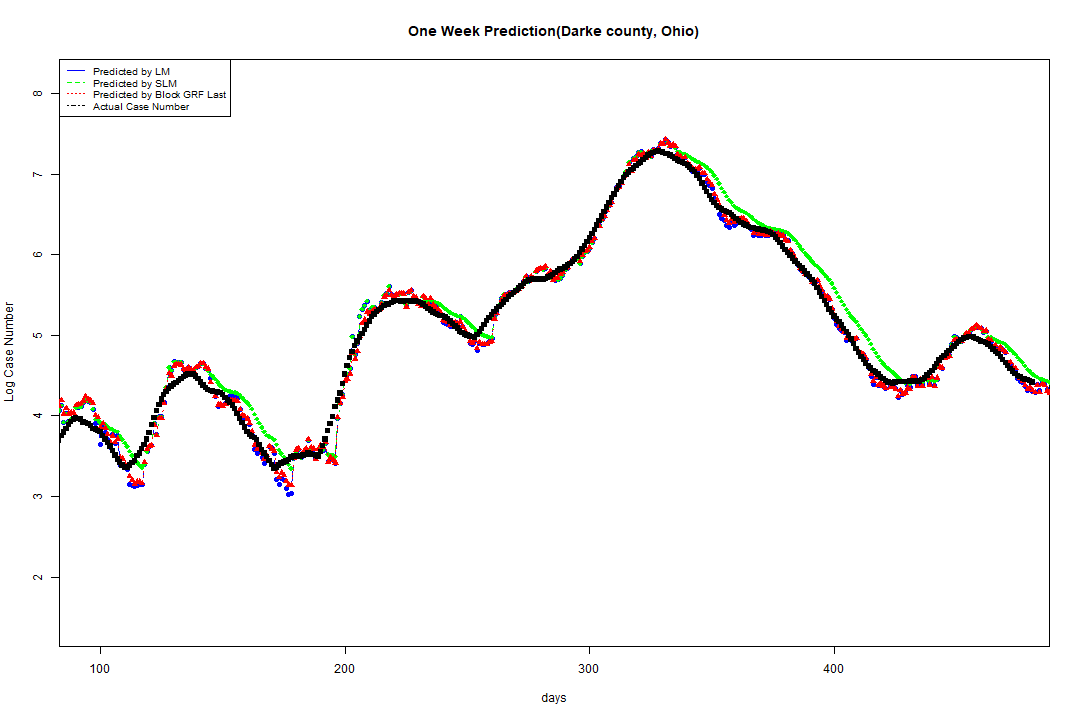 One Week Prediction(Darke county, Ohio)
Predicted by LM
Predicted by SLM
Predicted by Block GRF Last
Actual Case Number
8
7
6
5
4
3
2
Log Case Number
100 200 300 400
days